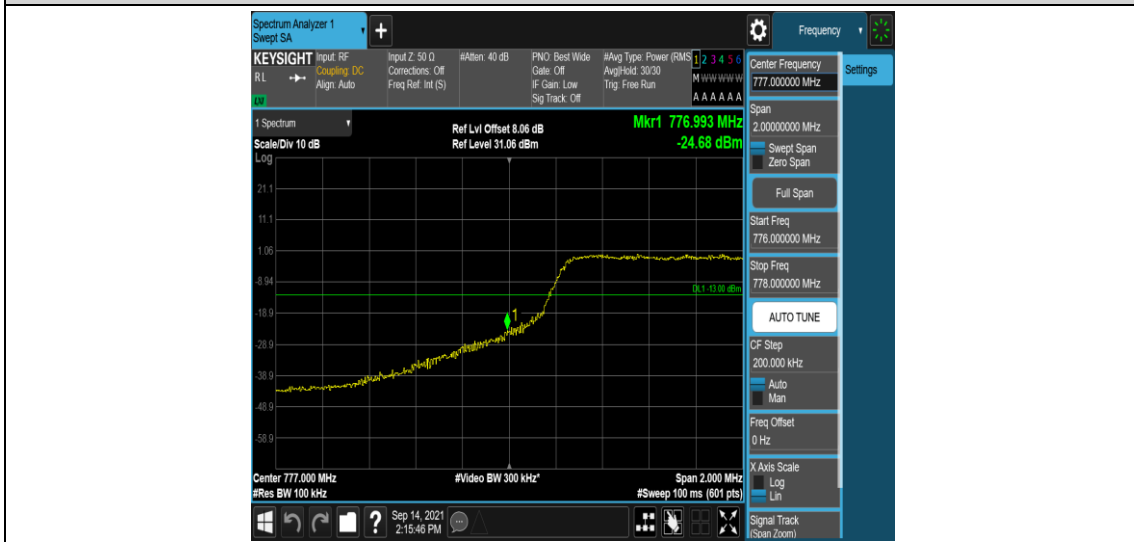 Spectrum Analyzer 1
Swept SA
+
Frequency
KEYSIGHT
RL
LXI
Input: RF
Coupling: DC
Align: Auto
Input Z: 50 Ω
Corrections: Off
Freq Ref: Int (S)
#Atten: 40 dB
PNO: Best Wide
Gate: Off
IF Gain: Low
Sig Track: Off
#Avg Type: Power (RMS
Avg|Hold: 30/30
Trig: Free Run
1 2 3 4 5 6
M W W W W W
A A A A A A
1 Spectrum
Scale/Div 10 dB
Ref Lvl Offset 8.06 dB
Ref Level 31.06 dBm
Mkr1 776.993 MHz
-24.68 dBm
Log
21.1
11.1
1.06
-8.94
-18.9
-28.9
-38.9
-48.9
-58.9
DL1 -13.00 dBm
1
Center 777.000 MHz
#Res BW 100 kHz
#Video BW 300 kHz*
Span 2.000 MHz
#Sweep 100 ms (601 pts)
Sep 14, 2021
2:15:46 PM
?
Center Frequency
777.000000 MHz
Span
2.00000000 MHz
Swept Span
Zero Span
Full Span
Start Freq
776.000000 MHz
Stop Freq
778.000000 MHz
AUTO TUNE
CF Step
200.000 kHz
Auto
Man
Freq Offset
0 Hz
X Axis Scale
Log
Lin
Signal Track
(Span Zoom)
Settings